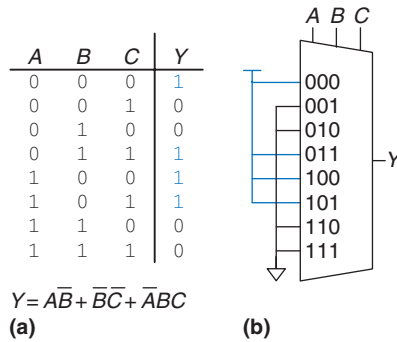 A B C Y
0 0 0 1
0 0 1 0
0 1 0 0
0 1 1 1
1 0 0 1
1 0 1 1
1 1 0 0
1 1 1 0
Y = AB̅ + B̅C̅ + A̅BC
(a)
A B C
000
001
010
011
100
101
110
111
Y
(b)